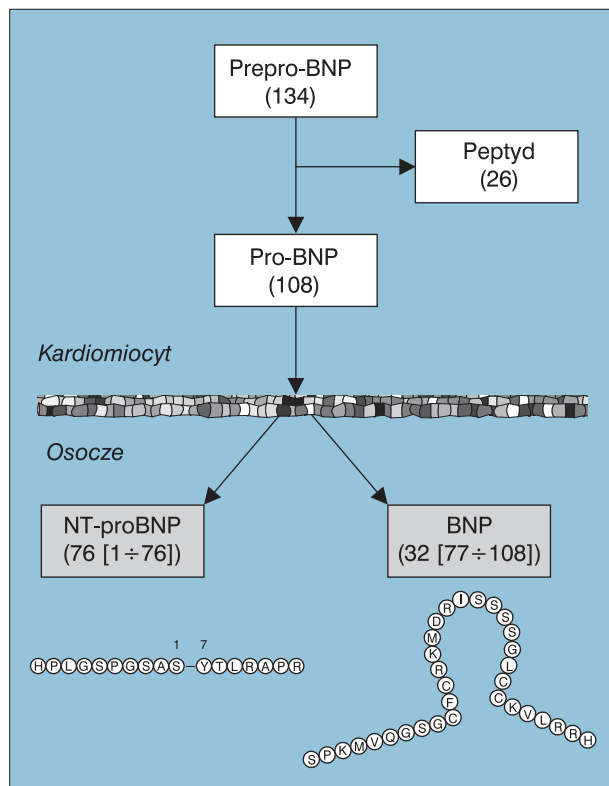 Prepro-BNP
(134)
Peptyd
(26)
Pro-BNP
(108)
Kardiomiocyt
Osocze
NT-proBNP
(76 [1÷76])
BNP
(32 [77÷108])
1 7
HPLGSPGSAS–YTLRAPR
SPKMVQGSGCFCRKMDRISSSSGLCCKVLRRH